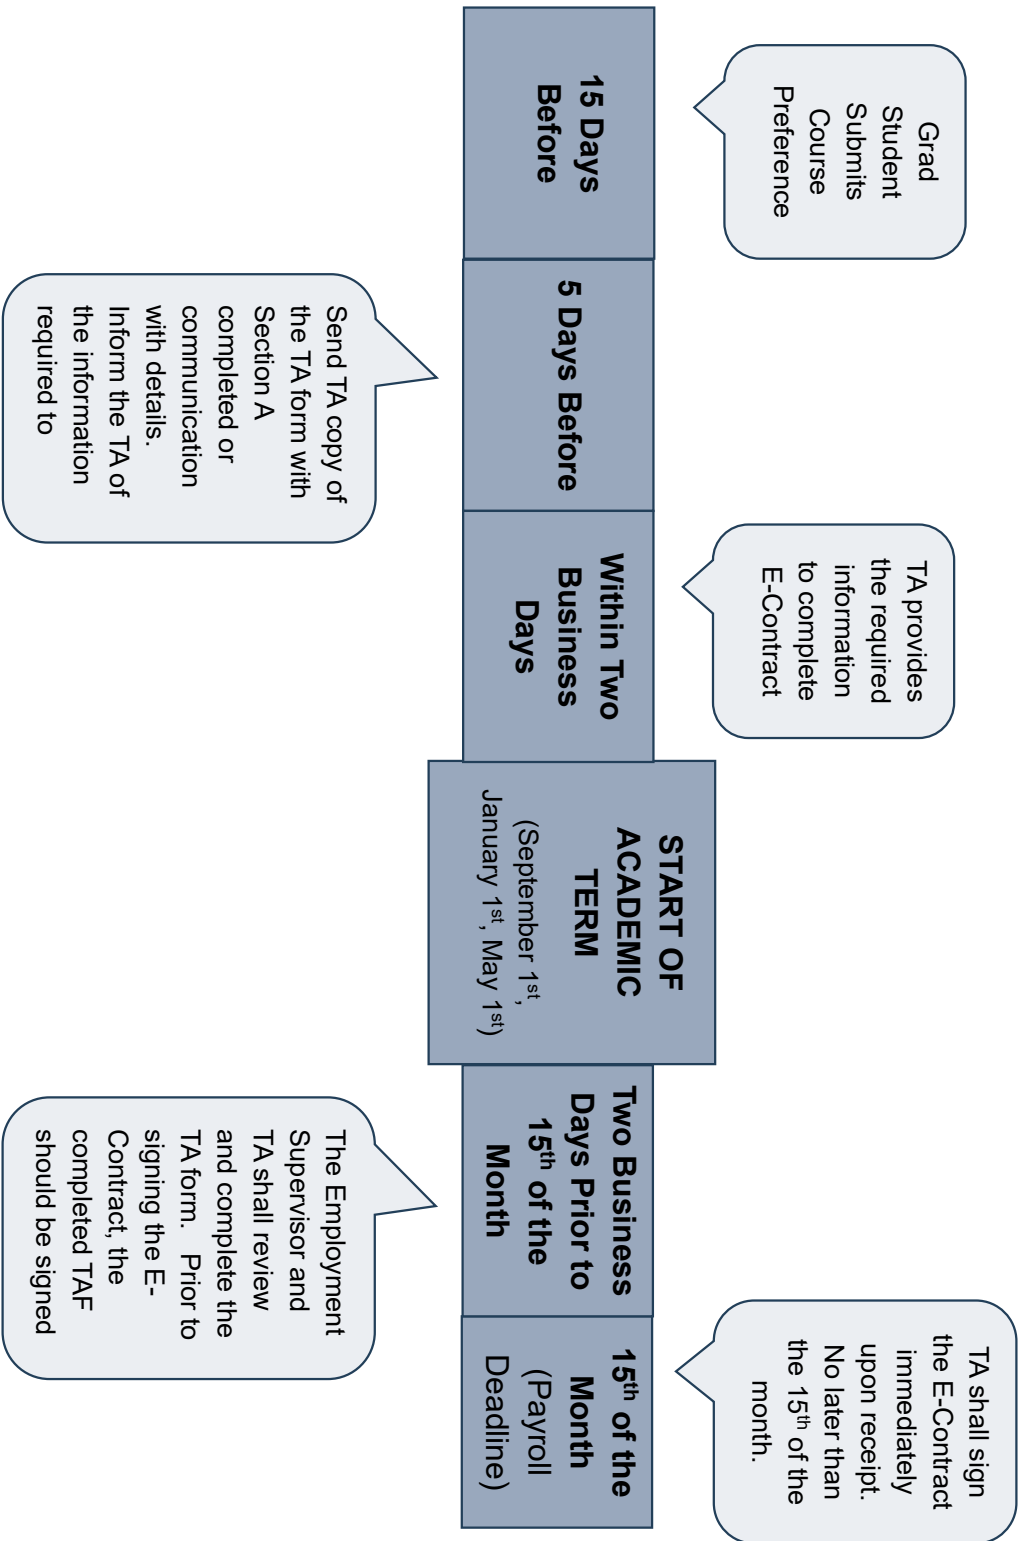 Grad
Student
Submits
Course
Preference
TA provides
the required
information
to complete
E-Contract
TA shall sign
the E-Contract
immediately
upon receipt.
No later than
the 15th of the
month.
15 Days
Before
5 Days Before
Within Two
Business
Days
START OF
ACADEMIC
TERM
(September 1st,
January 1st, May 1st)
Two Business
Days Prior to
15th of the
Month
15th of the
Month
(Payroll
Deadline)
Send TA copy of
the TA form with
Section A
completed or
communication
with details.
Inform the TA of
the information
required to
The Employment
Supervisor and
TA shall review
and complete the
TA form.  Prior to
signing the E-
Contract, the
completed TAF
should be signed